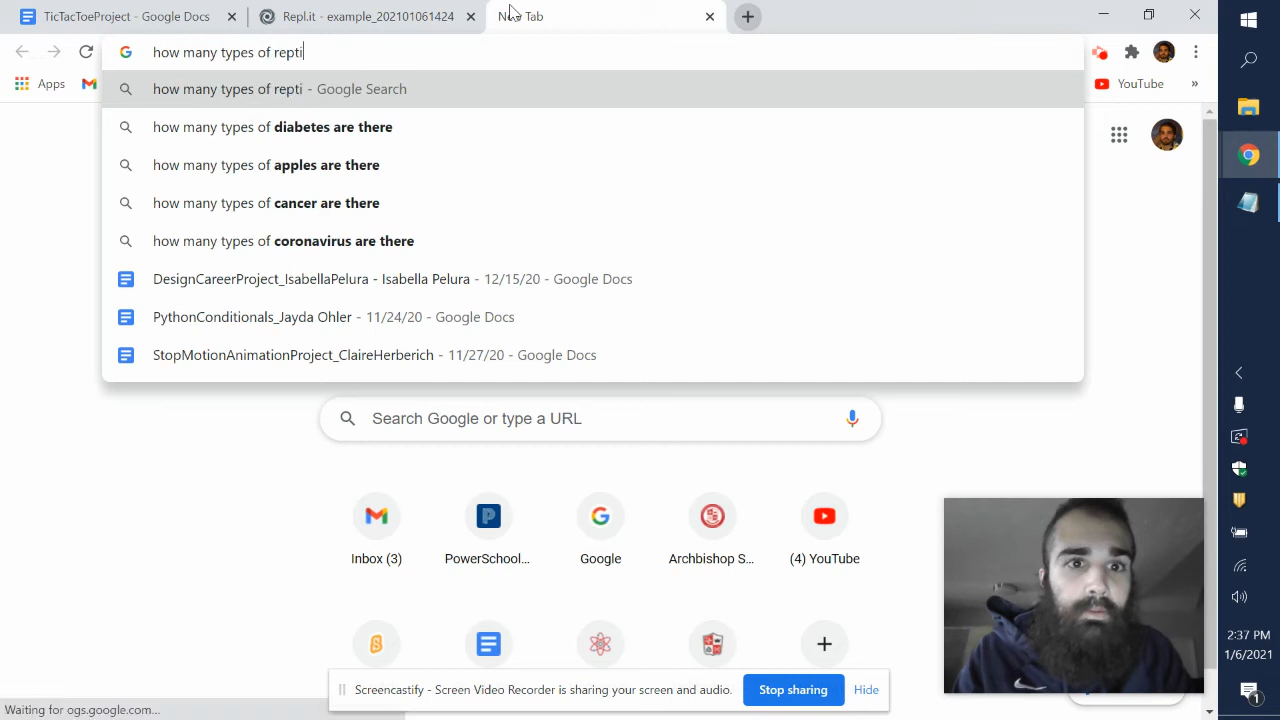 TicTacToeProject - Google Docs
Repl.it - example_202101061424
New Tab
how many types of repti
Apps
YouTube
how many types of repti - Google Search
how many types of diabetes are there
how many types of apples are there
how many types of cancer are there
how many types of coronavirus are there
DesignCareerProject_IsabellaPelura - Isabella Pelura - 12/15/20 - Google Docs
PythonConditionals_Jayda Ohler - 11/24/20 - Google Docs
StopMotionAnimationProject_ClaireHerberich - 11/27/20 - Google Docs
Search Google or type a URL
Inbox (3)
PowerSchool...
Google
Archbishop S...
(4) YouTube
Screencastify - Screen Video Recorder is sharing your screen and audio.
Stop sharing
Hide
Waiting for ogs.google.com...
2:37 PM
1/6/2021
1